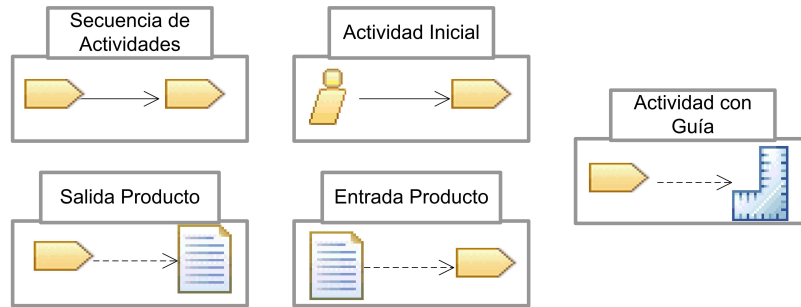 Secuencia de
Actividades
Actividad Inicial
Actividad con
Guía
Salida Producto
Entrada Producto